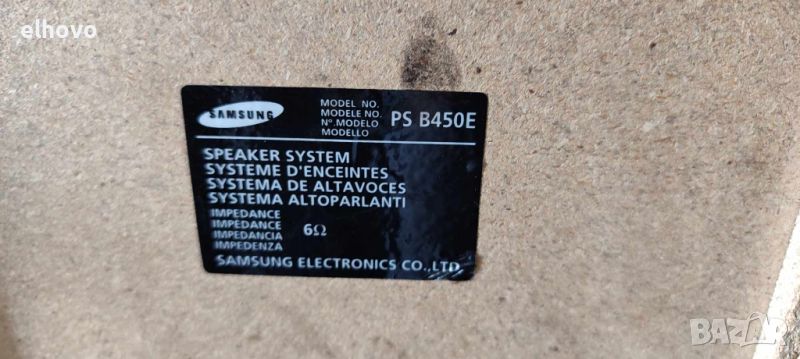 elhovo
SAMSUNG
MODEL NO.
MODELE NO.
Nº.MODELO
MODELLO
PS B450E
SPEAKER SYSTEM
SYSTEME D'ENCEINTES
SYSTEMA DE ALTAVOCES
SYSTEMA ALTOPARLANTI
IMPEDANCE
IMPEDANCE
IMPEDANCIA
IMPEDENZA
6Ω
SAMSUNG ELECTRONICS CO.,LTD
BAZAR